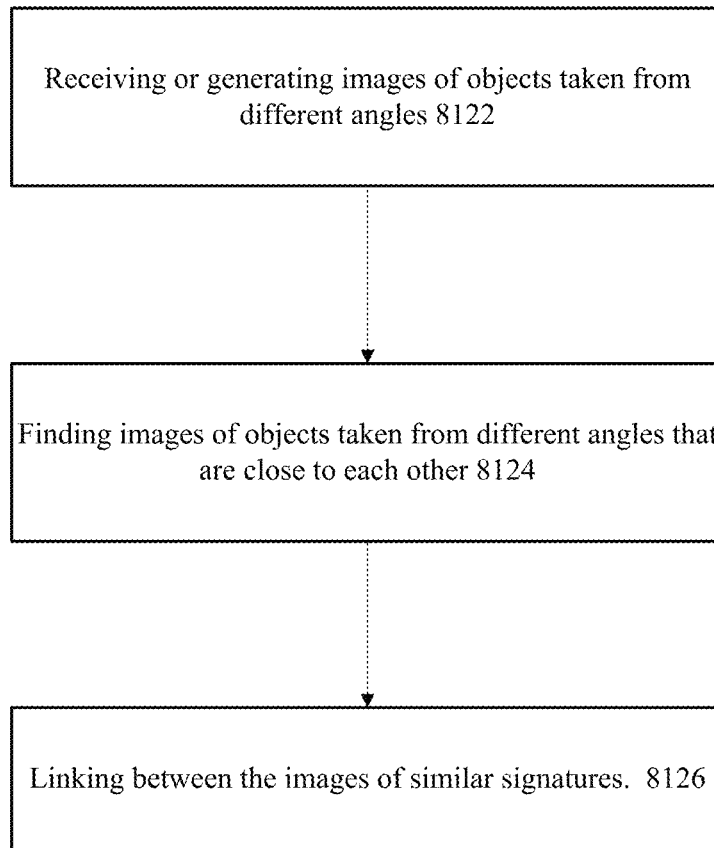 Receiving or generating images of objects taken from
different angles 8122
Finding images of objects taken from different angles that
are close to each other 8124
Linking between the images of similar signatures. 8126